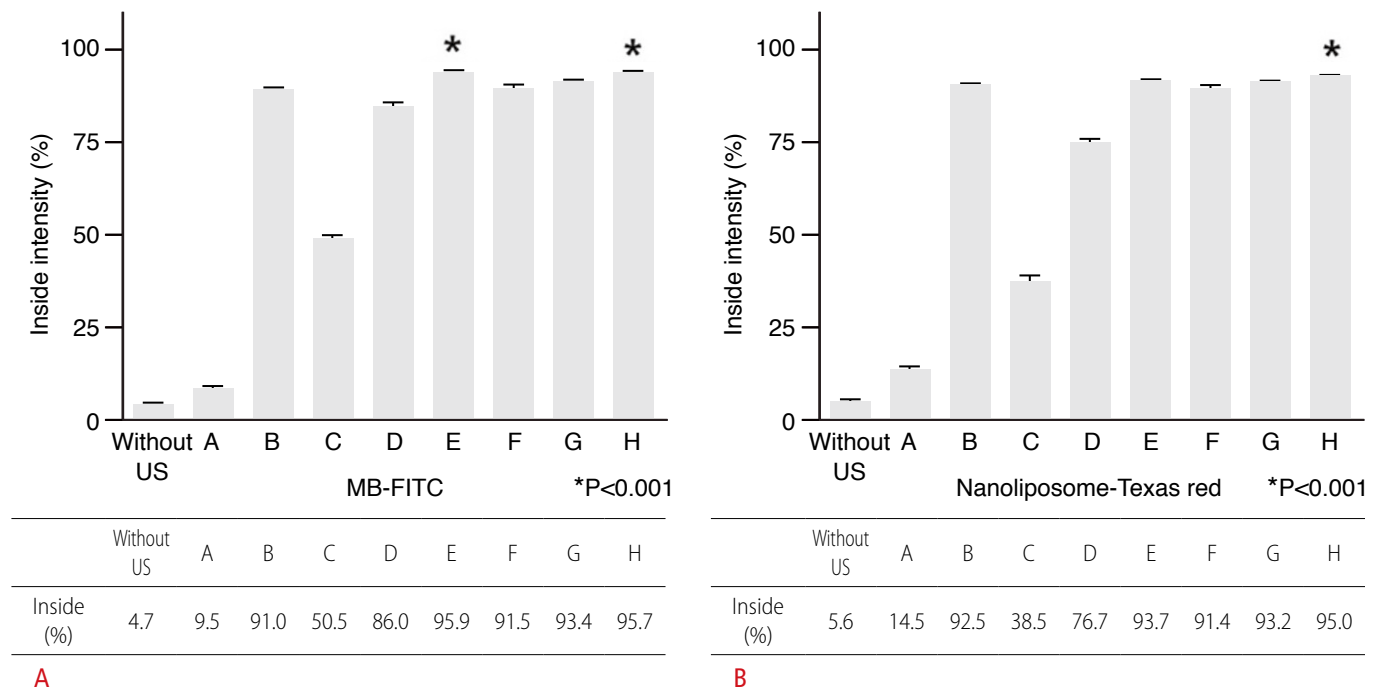 100
75
50
25
0
Inside intensity (%)
* *
Without US A B C D E F G H
MB-FITC *P<0.001
Without US A B C D E F G H
Inside (%) 4.7 9.5 91.0 50.5 86.0 95.9 91.5 93.4 95.7
A
100
75
50
25
0
Inside intensity (%)
*
Without US A B C D E F G H
Nanoliposome-Texas red *P<0.001
Without US A B C D E F G H
Inside (%) 5.6 14.5 92.5 38.5 76.7 93.7 91.4 93.2 95.0
B